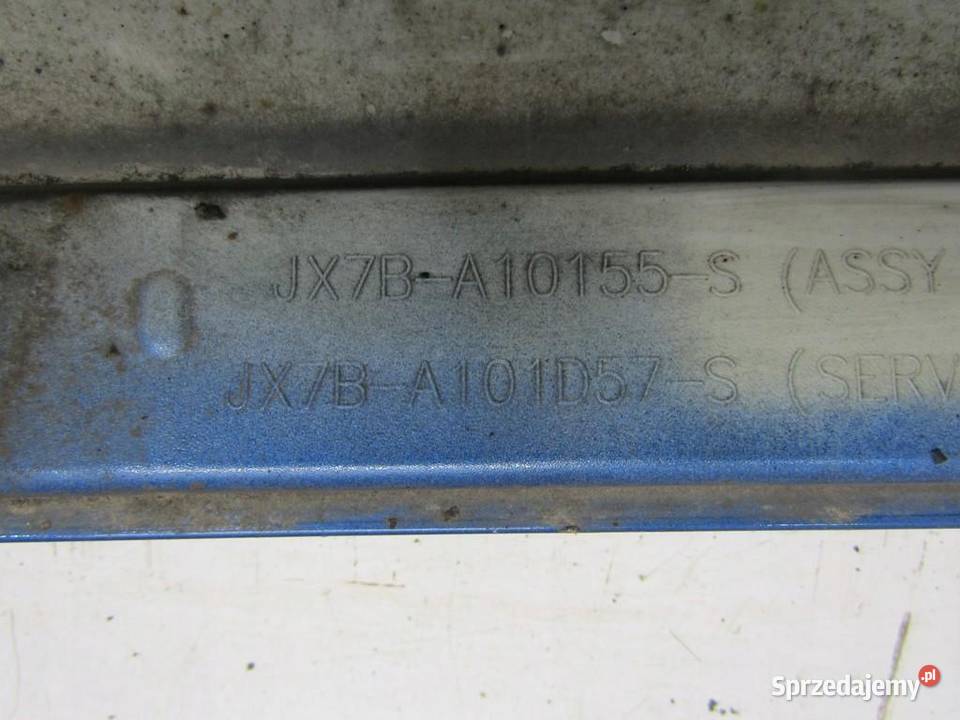 JX7B-A10155-S (ASSY
JX7B-A101D57-S (SERV
Sprzedajemy.pl